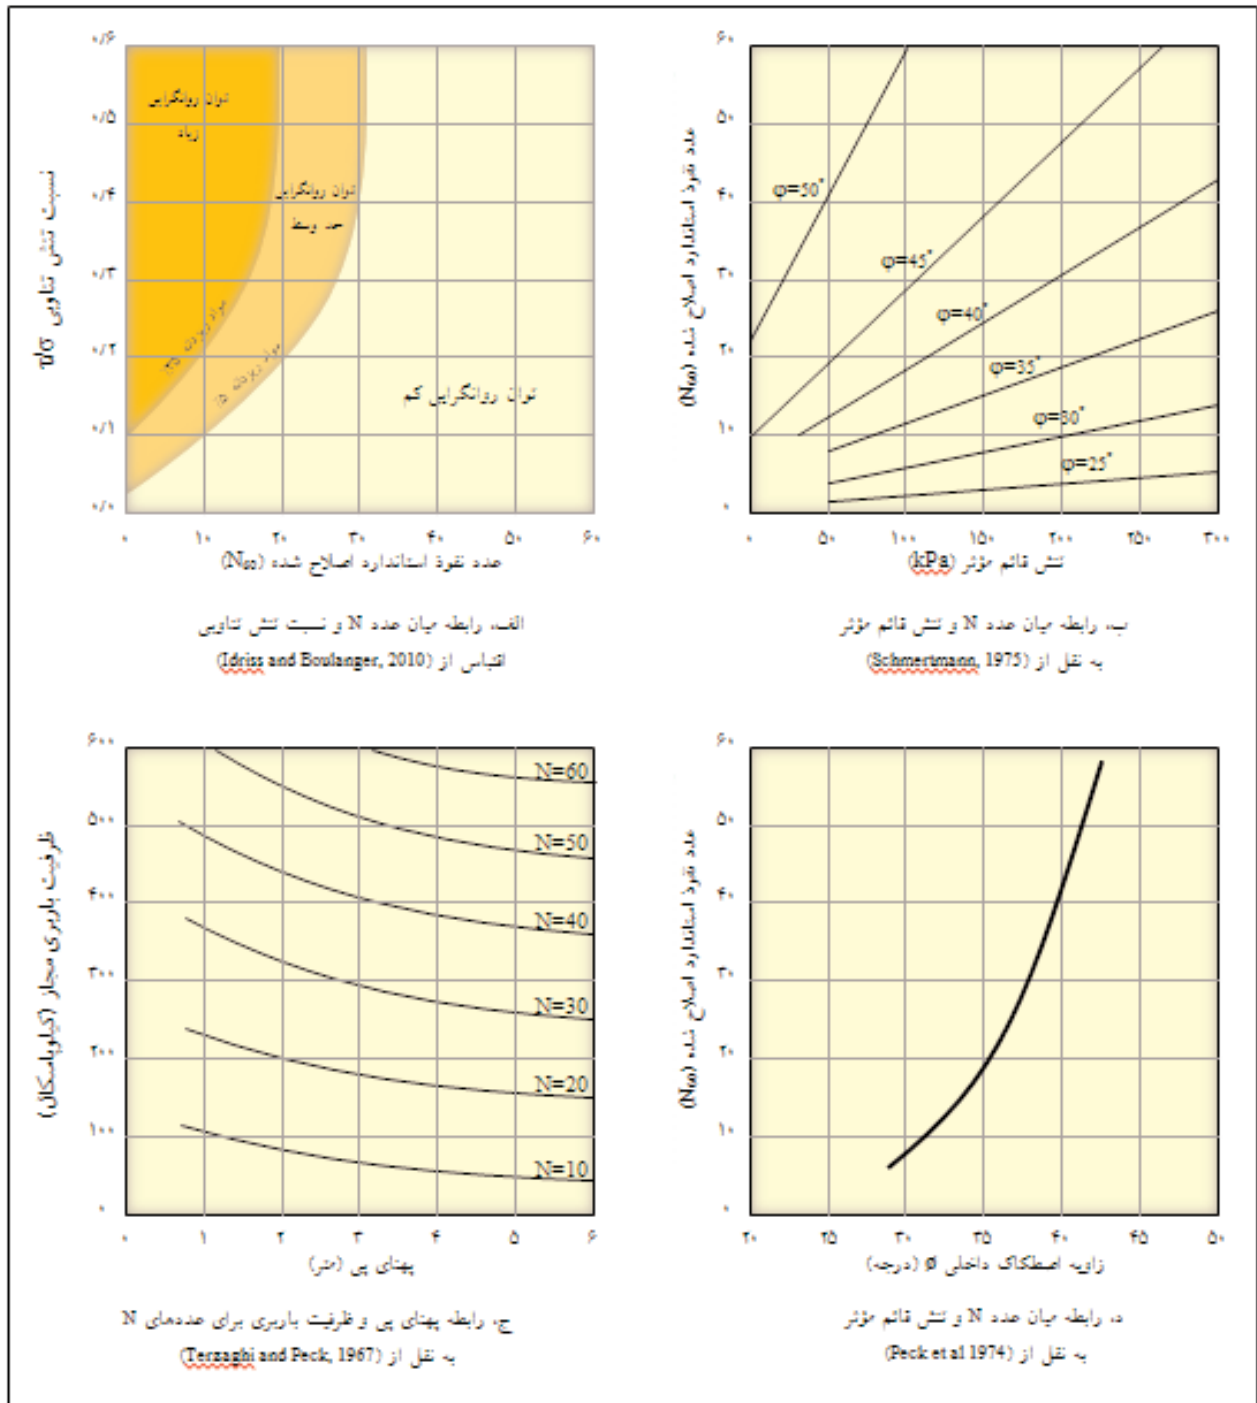 توان روانگرایی
زیاد
توان روانگرایی
حد وسط
توان روانگرایی کم
مواد ریزدانه ۳۵٪
مواد ریزدانه ۵٪
۰/۶
۰/۵
۰/۴
۰/۳
۰/۲
۰/۱
۰/۰
نسبت تنش تناوبی τ/σ
۰ ۱۰ ۲۰ ۳۰ ۴۰ ۵۰ ۶۰
عدد نفوذ استاندارد اصلاح شده (N₆₀)
الف، رابطه میان عدد N و نسبت تنش تناوبی
اقتباس از (Idriss and Boulanger, 2010)
۶۰
۵۰
۴۰
۳۰
۲۰
۱۰
۰
عدد نفوذ استاندارد اصلاح شده (N₆₀)
φ=50˚
φ=45˚
φ=40˚
φ=35˚
φ=30˚
φ=25˚
۰ ۵۰ ۱۰۰ ۱۵۰ ۲۰۰ ۲۵۰ ۳۰۰
تنش قائم مؤثر (kPa)
ب، رابطه میان عدد N و تنش قائم مؤثر
به نقل از (Schmertmann, 1975)
۶۰۰
۵۰۰
۴۰۰
۳۰۰
۲۰۰
۱۰۰
۰
ظرفیت باربری مجاز (کیلوپاسکال)
N=60
N=50
N=40
N=30
N=20
N=10
۰ ۱ ۲ ۳ ۴ ۵ ۶
پهنای پی (متر)
ج، رابطه پهنای پی و ظرفیت باربری برای عددهای N
به نقل از (Terzaghi and Peck, 1967)
۶۰
۵۰
۴۰
۳۰
۲۰
۱۰
۰
عدد نفوذ استاندارد اصلاح شده (N₆₀)
۲۰ ۲۵ ۳۰ ۳۵ ۴۰ ۴۵ ۵۰
زاویه اصطکاک داخلی ø (درجه)
د، رابطه میان عدد N و تنش قائم مؤثر
به نقل از (Peck et al 1974)